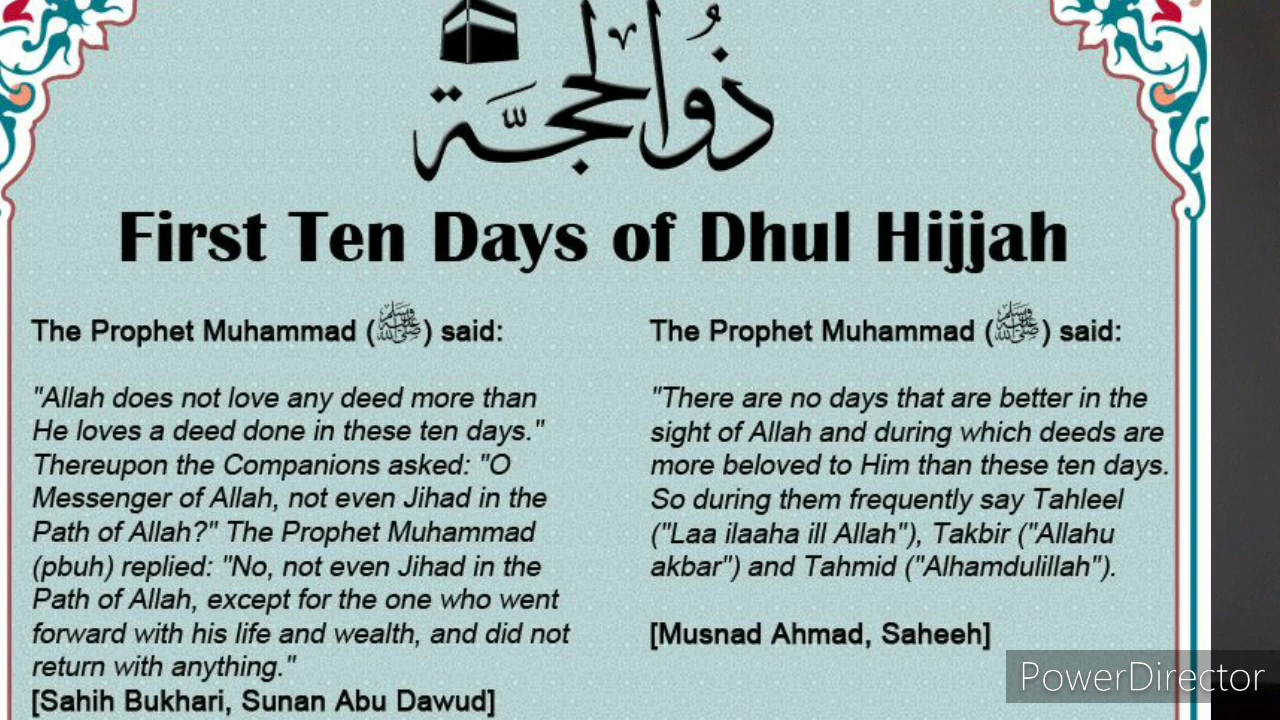 ذُوالحجَّة
First Ten Days of Dhul Hijjah
The Prophet Muhammad (ﷺ) said:
"Allah does not love any deed more than
He loves a deed done in these ten days."
Thereupon the Companions asked: "O
Messenger of Allah, not even Jihad in the
Path of Allah?" The Prophet Muhammad
(pbuh) replied: "No, not even Jihad in the
Path of Allah, except for the one who went
forward with his life and wealth, and did not
return with anything."
[Sahih Bukhari, Sunan Abu Dawud]
The Prophet Muhammad (ﷺ) said:
"There are no days that are better in the
sight of Allah and during which deeds are
more beloved to Him than these ten days.
So during them frequently say Tahleel
("Laa ilaaha ill Allah"), Takbir ("Allahu
akbar") and Tahmid ("Alhamdulillah").
[Musnad Ahmad, Saheeh]
PowerDirector